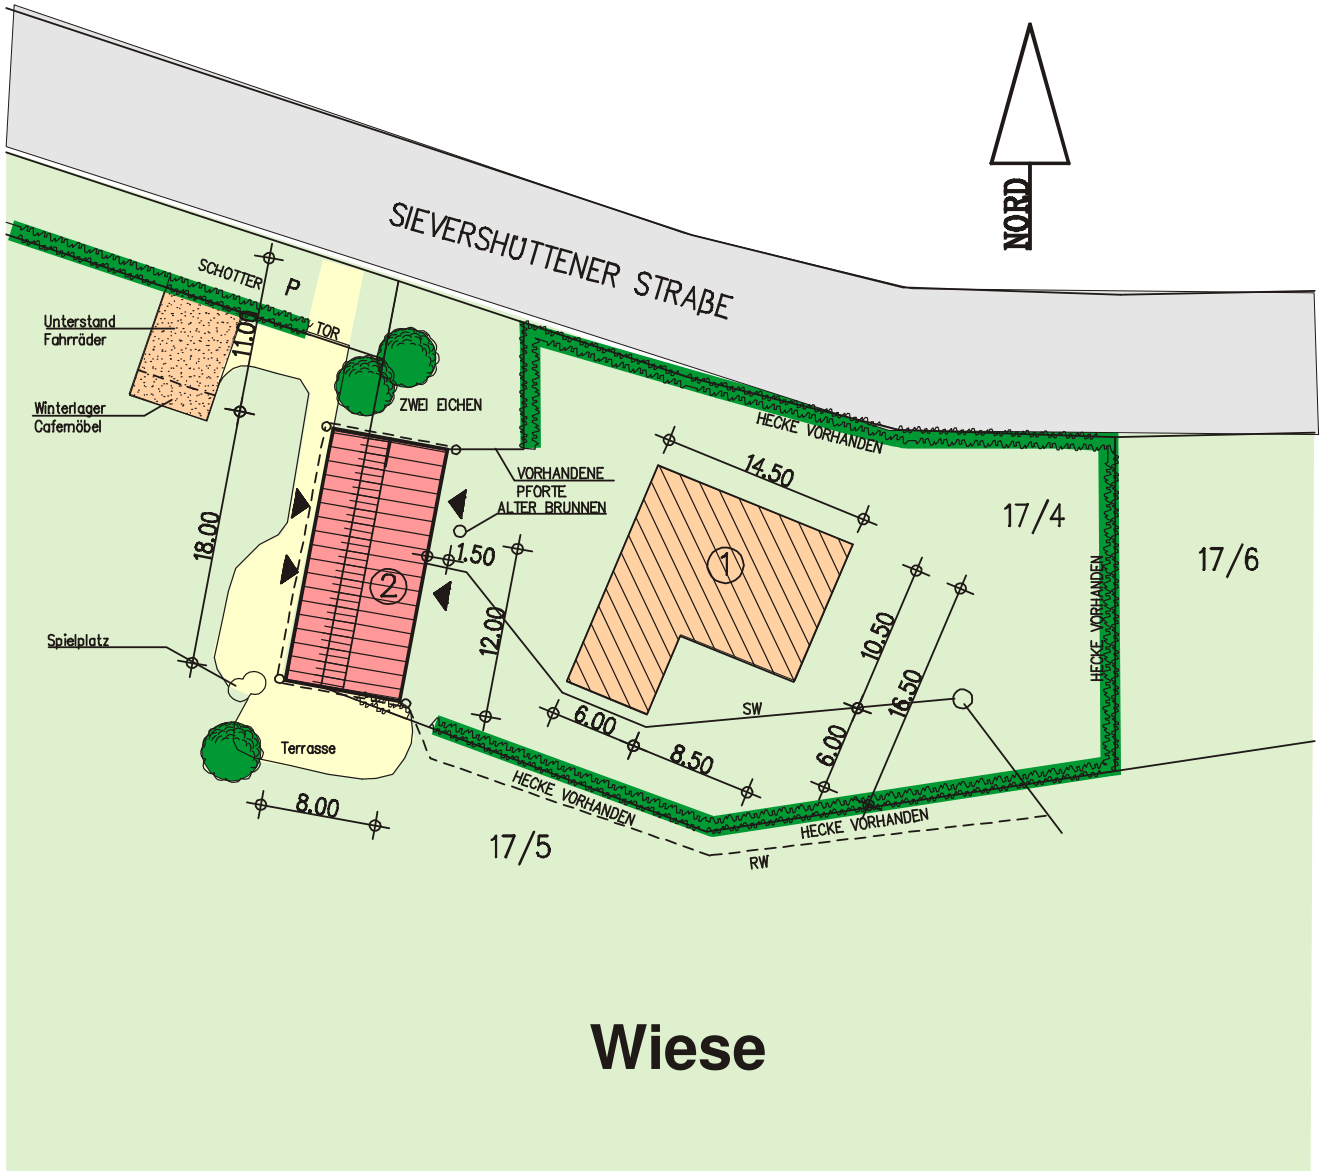 NORD
SIEVERSHÜTTENER STRAßE
SCHOTTER
P
TOR
11.00
Unterstand
Fahrräder
Winterlager
Cafemöbel
ZWEI EICHEN
HECKE VORHANDEN
14.50
VORHANDENE
PFORTE
ALTER BRUNNEN
17/4
17/6
18.00
1.50
1
2
HECKE VORHANDEN
12.00
10.50
Spielplatz
16.50
SW
6.00
6.00
8.50
Terrasse
HECKE VORHANDEN
8.00
HECKE VORHANDEN
17/5
RW
Wiese